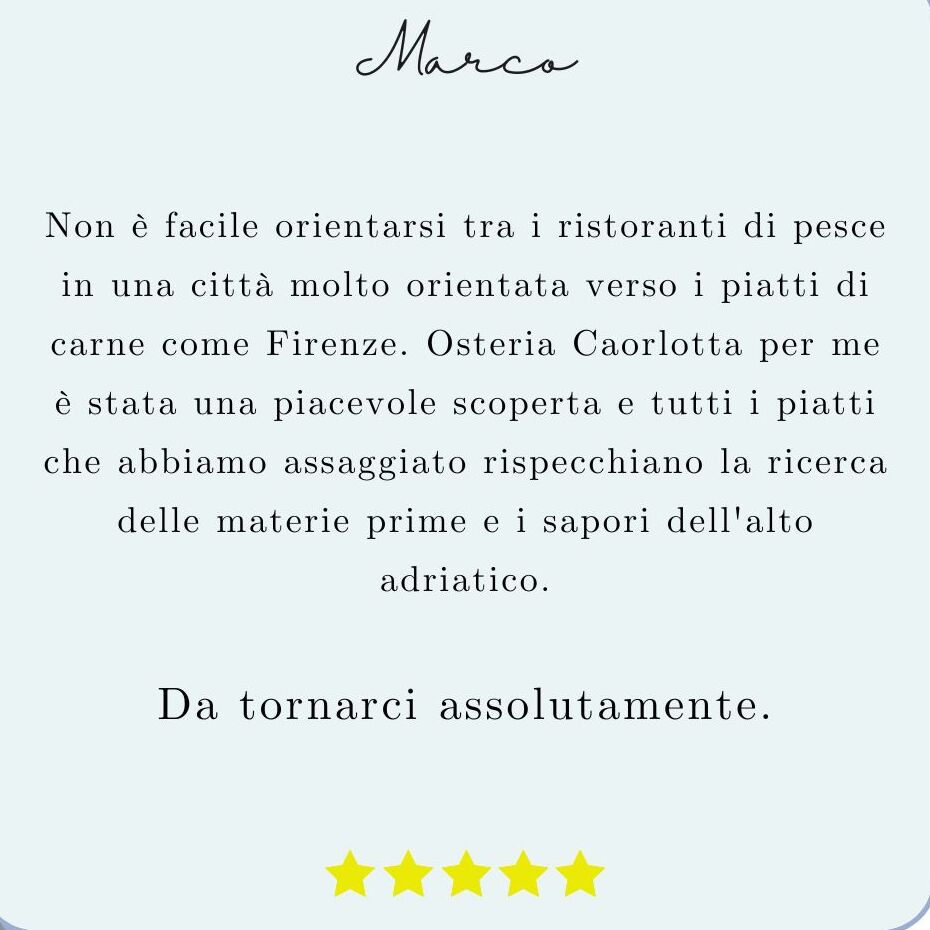 Marco
Non è facile orientarsi tra i ristoranti di pesce
in una città molto orientata verso i piatti di
carne come Firenze. Osteria Caorlotta per me
è stata una piacevole scoperta e tutti i piatti
che abbiamo assaggiato rispecchiano la ricerca
delle materie prime e i sapori dell'alto
adriatico.
Da tornarci assolutamente.